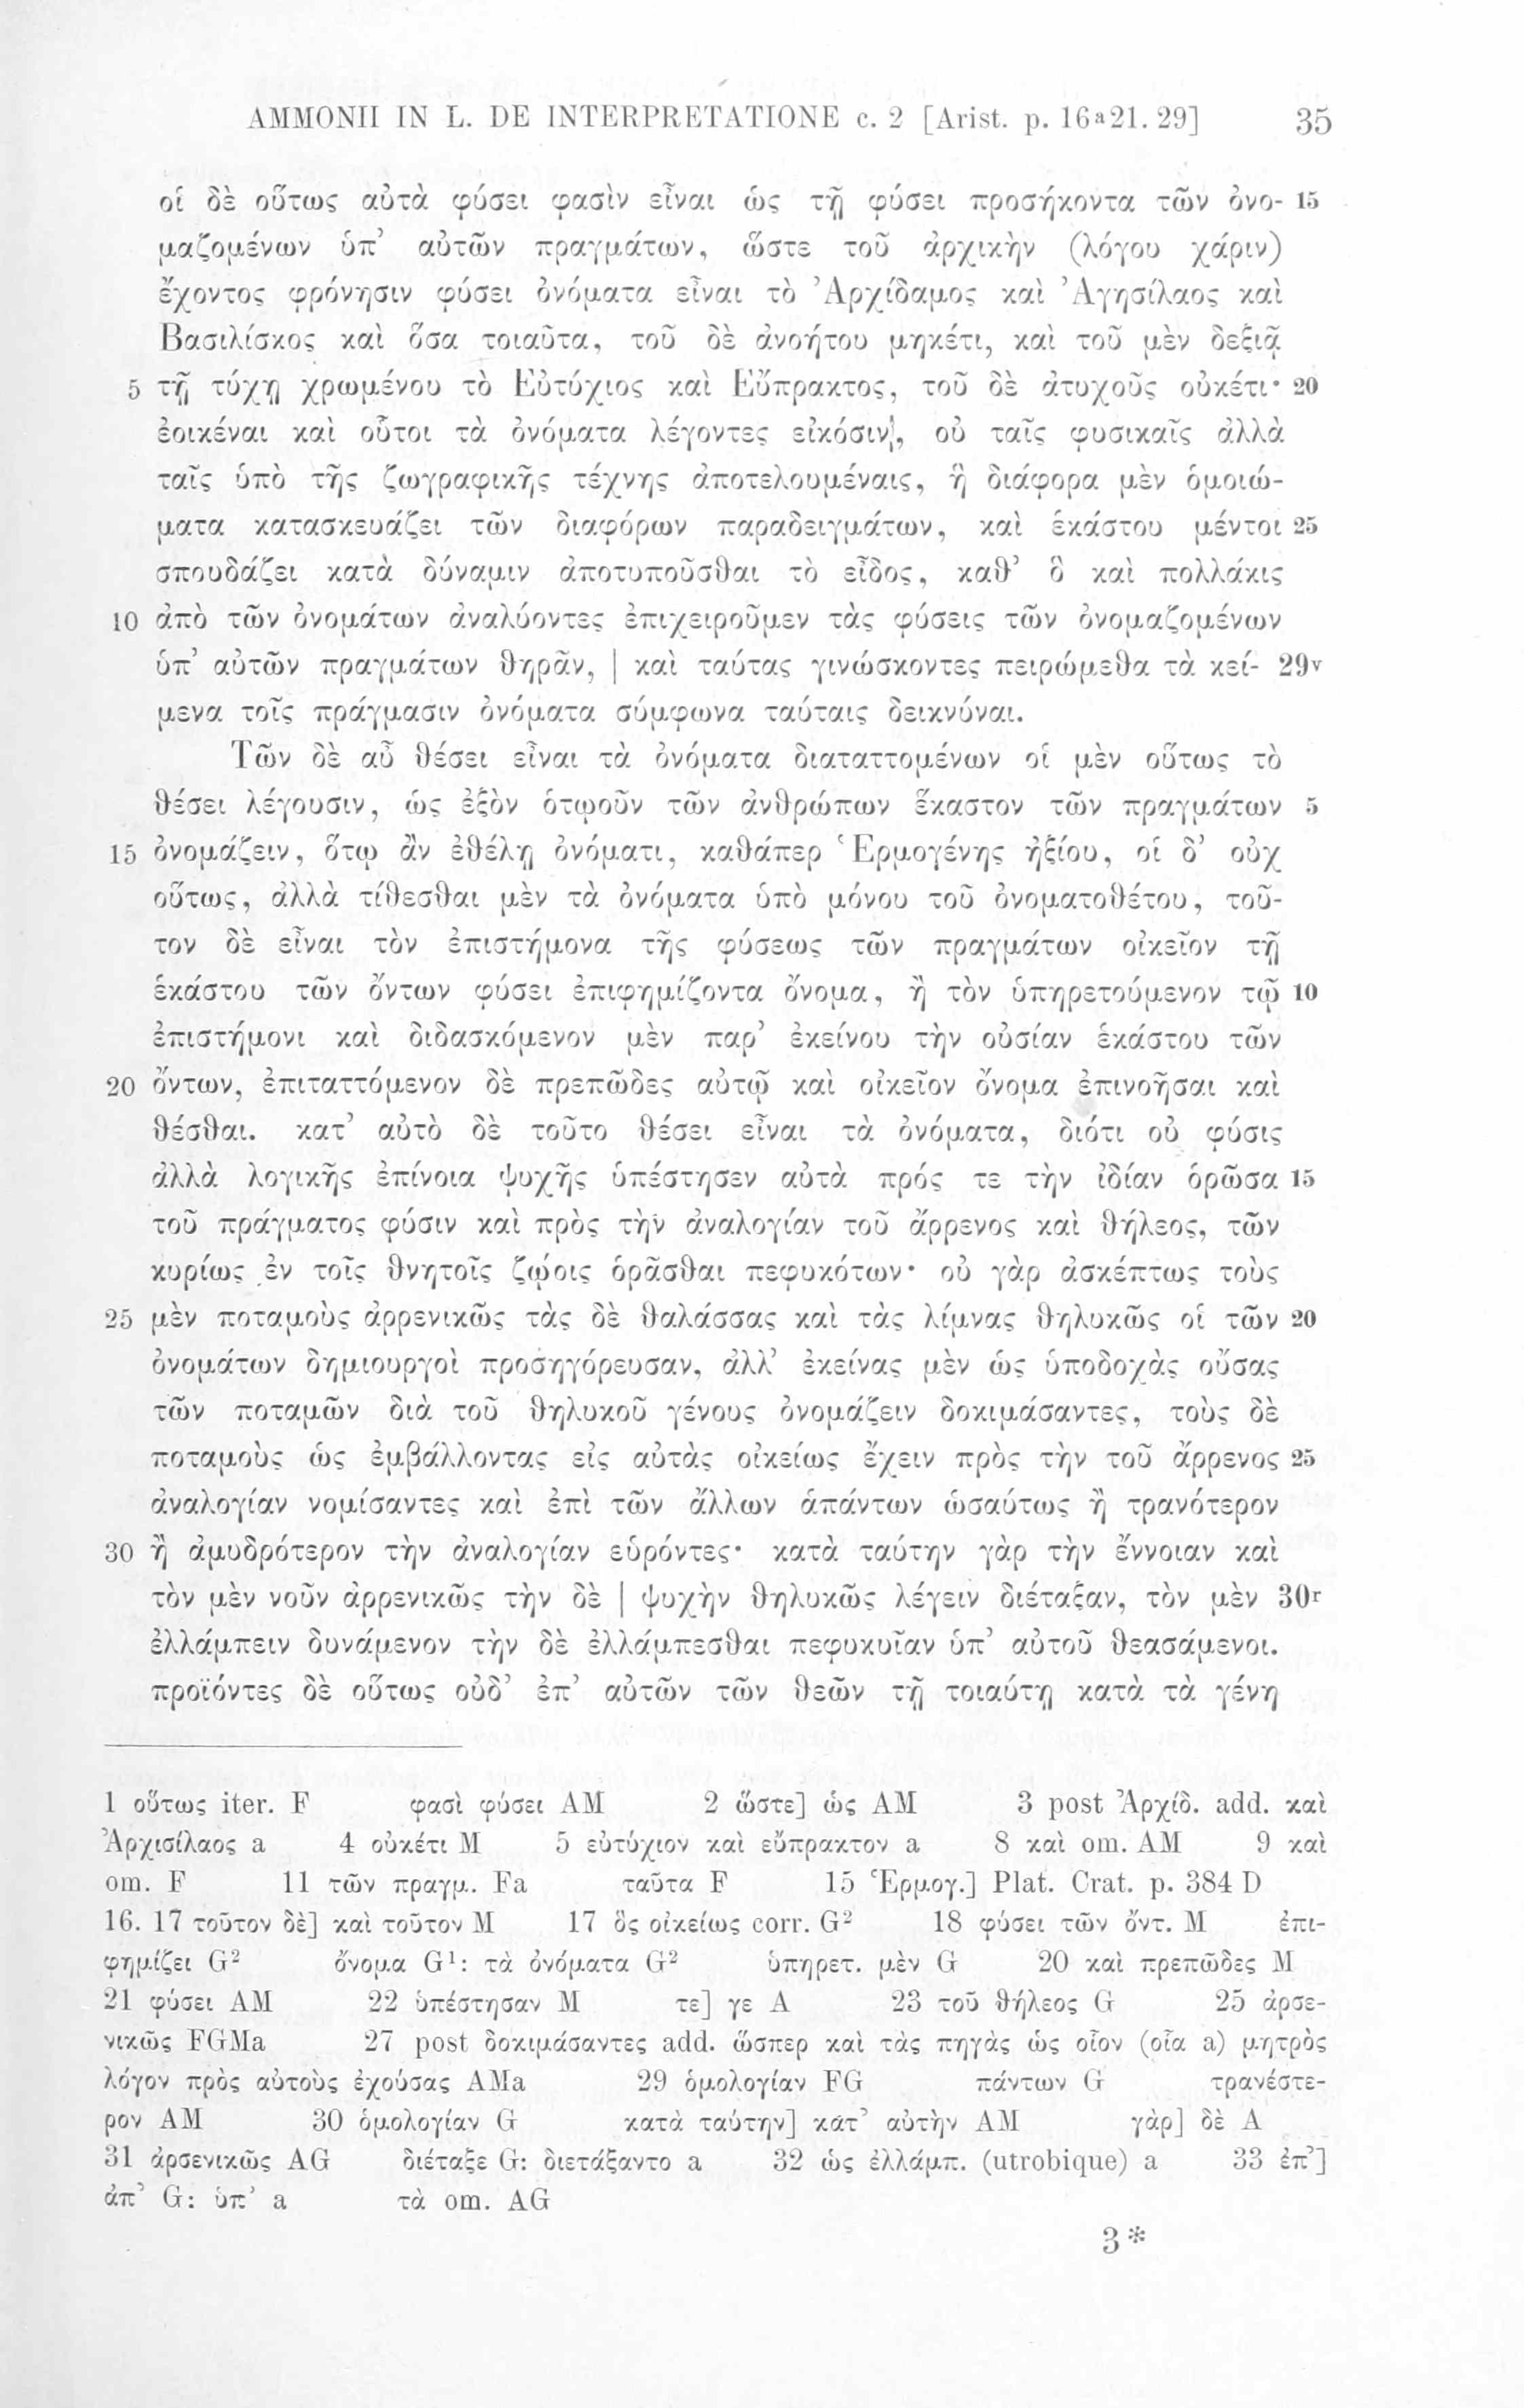 AMMONII IN L. DE INTERPRETATIONE c. 2 [Arist. p. 16a21. 29] 35
οἱ δὲ οὕτως αὐτὰ φύσει φασὶν εἶναι ὡς τῇ φύσει προσήκοντα τῶν ὀνο- 15
μαζομένων ὑπ’ αὐτῶν πραγμάτων, ὥστε τοῦ ἀρχικὴν (λόγου χάριν)
ἔχοντος φρόνησιν φύσει ὀνόματα εἶναι τὸ Ἀρχίδαμος καὶ Ἀγησίλαος καὶ
Βασιλίσκος καὶ ὅσα τοιαῦτα, τοῦ δὲ ἀνοήτου μηκέτι, καὶ τοῦ μὲν δεξιᾷ
5 τῇ τύχῃ χρωμένου τὸ Εὐτύχιος καὶ Εὔπρακτος, τοῦ δὲ ἀτυχοῦς οὐκέτι· 20
ἐοικέναι καὶ οὗτοι τὰ ὀνόματα λέγοντες εἰκόσιν, οὐ ταῖς φυσικαῖς ἀλλὰ
ταῖς ὑπὸ τῆς ζωγραφικῆς τέχνης ἀποτελουμέναις, ἣ διάφορα μὲν ὁμοιώ-
ματα κατασκευάζει τῶν διαφόρων παραδειγμάτων, καὶ ἑκάστου μέντοι 25
σπουδάζει κατὰ δύναμιν ἀποτυποῦσθαι τὸ εἶδος, καθ’ ὃ καὶ πολλάκις
10 ἀπὸ τῶν ὀνομάτων ἀναλύοντες ἐπιχειροῦμεν τὰς φύσεις τῶν ὀνομαζομένων
ὑπ’ αὐτῶν πραγμάτων θηρᾶν, | καὶ ταύτας γινώσκοντες πειρώμεθα τὰ κεί- 29v
μενα τοῖς πράγμασιν ὀνόματα σύμφωνα ταύταις δεικνύναι.
Τῶν δὲ αὖ θέσει εἶναι τὰ ὀνόματα διαταττομένων οἱ μὲν οὕτως τὸ
θέσει λέγουσιν, ὡς ἐξὸν ὁτῳοῦν τῶν ἀνθρώπων ἕκαστον τῶν πραγμάτων 5
15 ὀνομάζειν, ὅτῳ ἂν ἐθέλῃ ὀνόματι, καθάπερ Ἑρμογένης ἠξίου, οἱ δ’ οὐχ
οὕτως, ἀλλὰ τίθεσθαι μὲν τὰ ὀνόματα ὑπὸ μόνου τοῦ ὀνοματοθέτου, τοῦ-
τον δὲ εἶναι τὸν ἐπιστήμονα τῆς φύσεως τῶν πραγμάτων οἰκεῖον τῇ
ἑκάστου τῶν ὄντων φύσει ἐπιφημίζοντα ὄνομα, ἢ τὸν ὑπηρετούμενον τῷ 10
ἐπιστήμονι καὶ διδασκόμενον μὲν παρ’ ἐκείνου τὴν οὐσίαν ἑκάστου τῶν
20 ὄντων, ἐπιταττόμενον δὲ πρεπῶδες αὐτῷ καὶ οἰκεῖον ὄνομα ἐπινοῆσαι καὶ
θέσθαι. κατ’ αὐτὸ δὲ τοῦτο θέσει εἶναι τὰ ὀνόματα, διότι οὐ φύσις
ἀλλὰ λογικῆς ἐπίνοια ψυχῆς ὑπέστησεν αὐτὰ πρός τε τὴν ἰδίαν ὁρῶσα 15
τοῦ πράγματος φύσιν καὶ πρὸς τὴν ἀναλογίαν τοῦ ἄρρενος καὶ θήλεος, τῶν
κυρίως ἐν τοῖς θνητοῖς ζῴοις ὁρᾶσθαι πεφυκότων· οὐ γὰρ ἀσκέπτως τοὺς
25 μὲν ποταμοὺς ἀρρενικῶς τὰς δὲ θαλάσσας καὶ τὰς λίμνας θηλυκῶς οἱ τῶν 20
ὀνομάτων δημιουργοὶ προσηγόρευσαν, ἀλλ’ ἐκείνας μὲν ὡς ὑποδοχὰς οὔσας
τῶν ποταμῶν διὰ τοῦ θηλυκοῦ γένους ὀνομάζειν δοκιμάσαντες, τοὺς δὲ
ποταμοὺς ὡς ἐμβάλλοντας εἰς αὐτὰς οἰκείως ἔχειν πρὸς τὴν τοῦ ἄρρενος 25
ἀναλογίαν νομίσαντες καὶ ἐπὶ τῶν ἄλλων ἁπάντων ὡσαύτως ἢ τρανότερον
30 ἢ ἀμυδρότερον τὴν ἀναλογίαν εὑρόντες· κατὰ ταύτην γὰρ τὴν ἔννοιαν καὶ
τὸν μὲν νοῦν ἀρρενικῶς τὴν δὲ | ψυχὴν θηλυκῶς λέγειν διέταξαν, τὸν μὲν 30r
ἐλλάμπειν δυνάμενον τὴν δὲ ἐλλάμπεσθαι πεφυκυῖαν ὑπ’ αὐτοῦ θεασάμενοι.
προϊόντες δὲ οὕτως οὐδ’ ἐπ’ αὐτῶν τῶν θεῶν τῇ τοιαύτῃ κατὰ τὰ γένη
1 οὕτως iter. F φασὶ φύσει AM 2 ὥστε] ὡς AM 3 post Ἀρχίδ. add. καὶ
Ἀρχισίλαος a 4 οὐκέτι M 5 εὐτύχιον καὶ εὔπρακτον a 8 καὶ om. AM 9 καὶ
om. F 11 τῶν πραγμ. Fa ταῦτα F 15 Ἑρμογ.] Plat. Crat. p. 384 D
16. 17 τοῦτον δὲ] καὶ τοῦτον M 17 ὃς οἰκείως corr. G² 18 φύσει τῶν ὄντ. M ἐπι-
φημίζει G² ὄνομα G¹: τὰ ὀνόματα G² ὑπηρετ. μὲν G 20 καὶ πρεπῶδες M
21 φύσει AM 22 ὑπέστησαν M τε] γε A 23 τοῦ θήλεος G 25 ἀρσε-
νικῶς FGMa 27 post δοκιμάσαντες add. ὥσπερ καὶ τὰς πηγὰς ὡς οἷον (οἷα a) μητρὸς
λόγον πρὸς αὐτοὺς ἐχούσας AMa 29 ὁμολογίαν FG πάντων G τρανέστε-
ρον AM 30 ὁμολογίαν G κατὰ ταύτην] κατ’ αὐτὴν AM γὰρ] δὲ A
31 ἀρσενικῶς AG διέταξε G: διετάξαντο a 32 ὡς ἐλλάμπ. (utrobique) a 33 ἐπ’]
ἀπ’ G: ὑπ’ a τὰ om. AG
3*